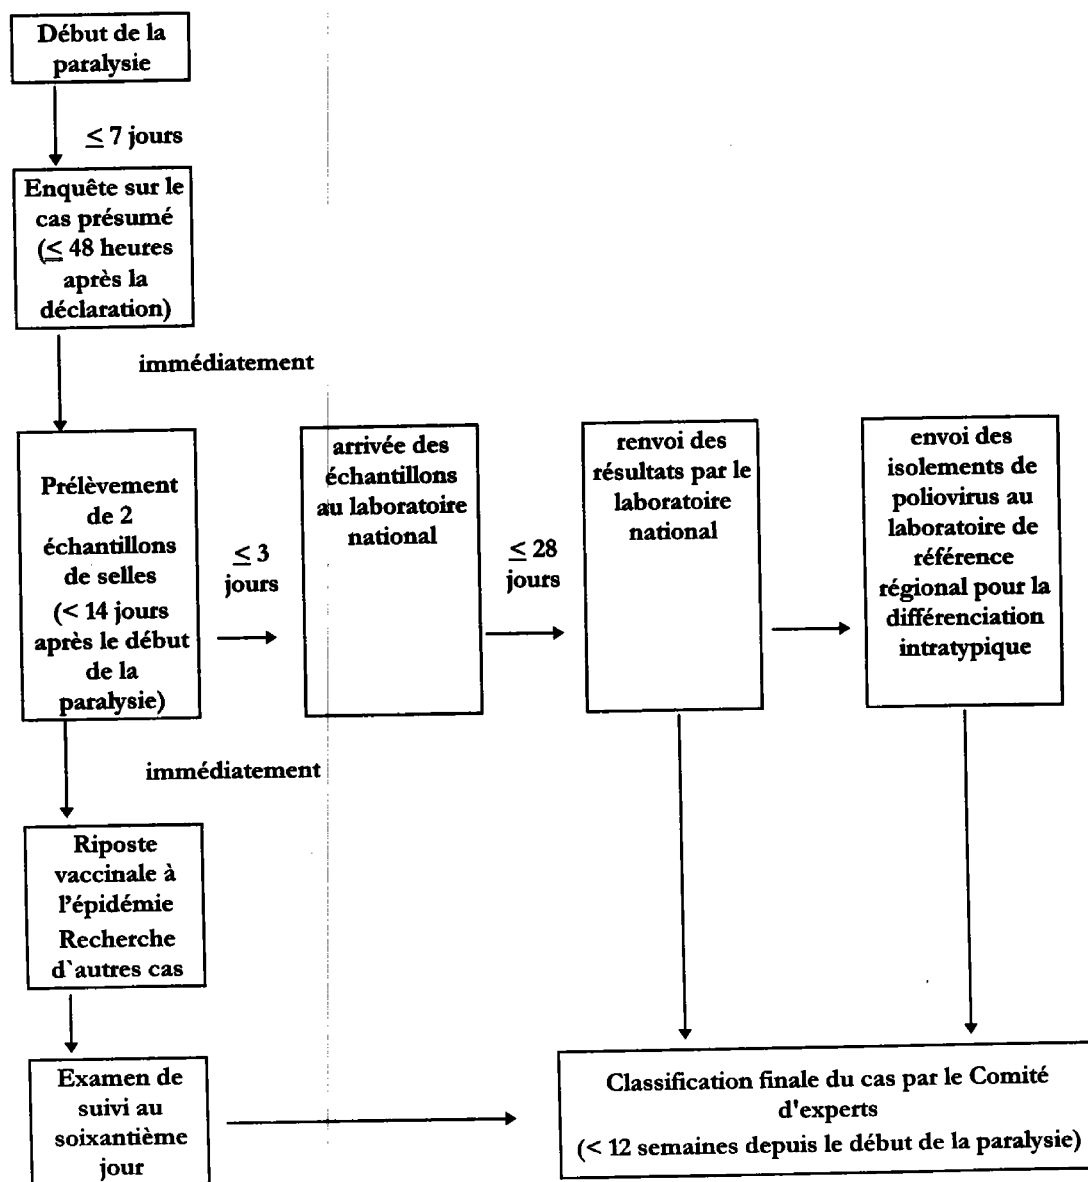 Début de la
paralysie
≤ 7 jours
Enquête sur le
cas présumé
(≤ 48 heures
après la
déclaration)
immédiatement
Prélèvement
de 2
échantillons
de selles
(< 14 jours
après le début
de la
paralysie)
≤ 3
jours
arrivée des
échantillons
au laboratoire
national
≤ 28
jours
renvoi des
résultats par le
laboratoire
national
envoi des
isolements de
poliovirus au
laboratoire de
référence
régional pour la
différenciation
intratypique
immédiatement
Riposte
vaccinale à
l'épidémie
Recherche
d`autres cas
Examen de
suivi au
soixantième
jour
Classification finale du cas par le Comité
d'experts
(< 12 semaines depuis le début de la paralysie)